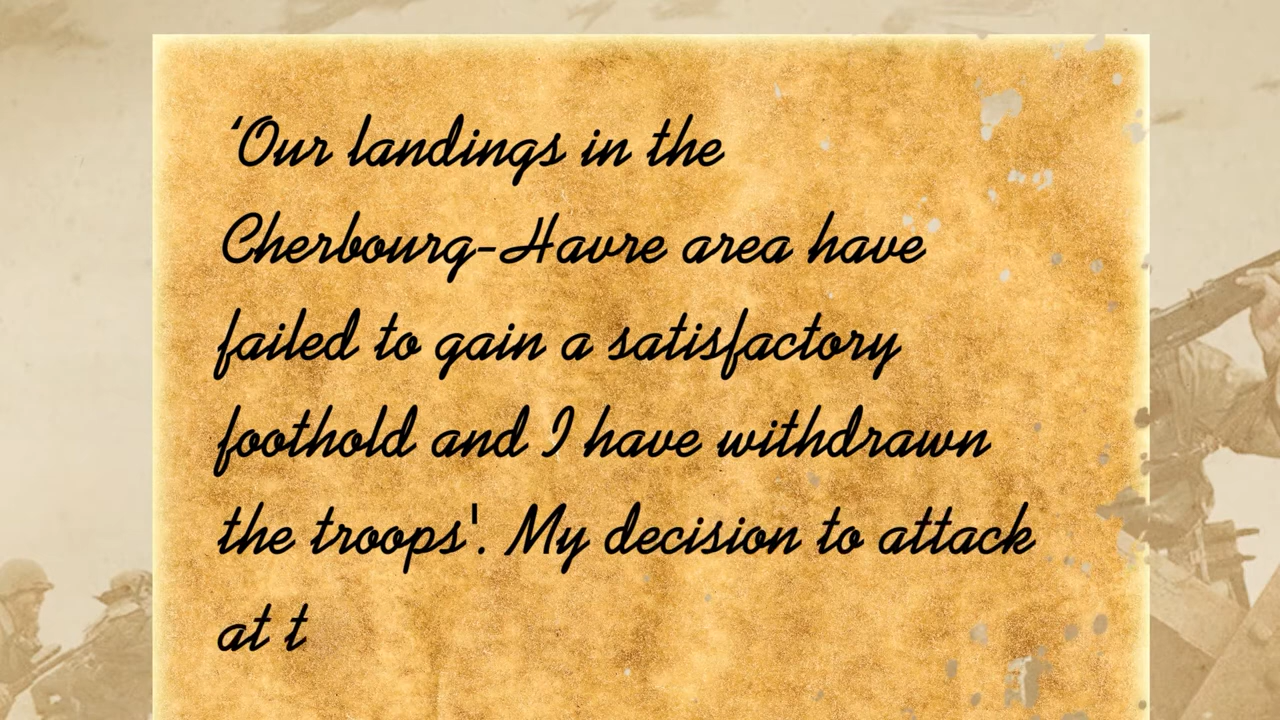 ‘Our landings in the
Cherbourg-Havre area have
failed to gain a satisfactory
foothold and I have withdrawn
the troops'. My decision to attack
at t